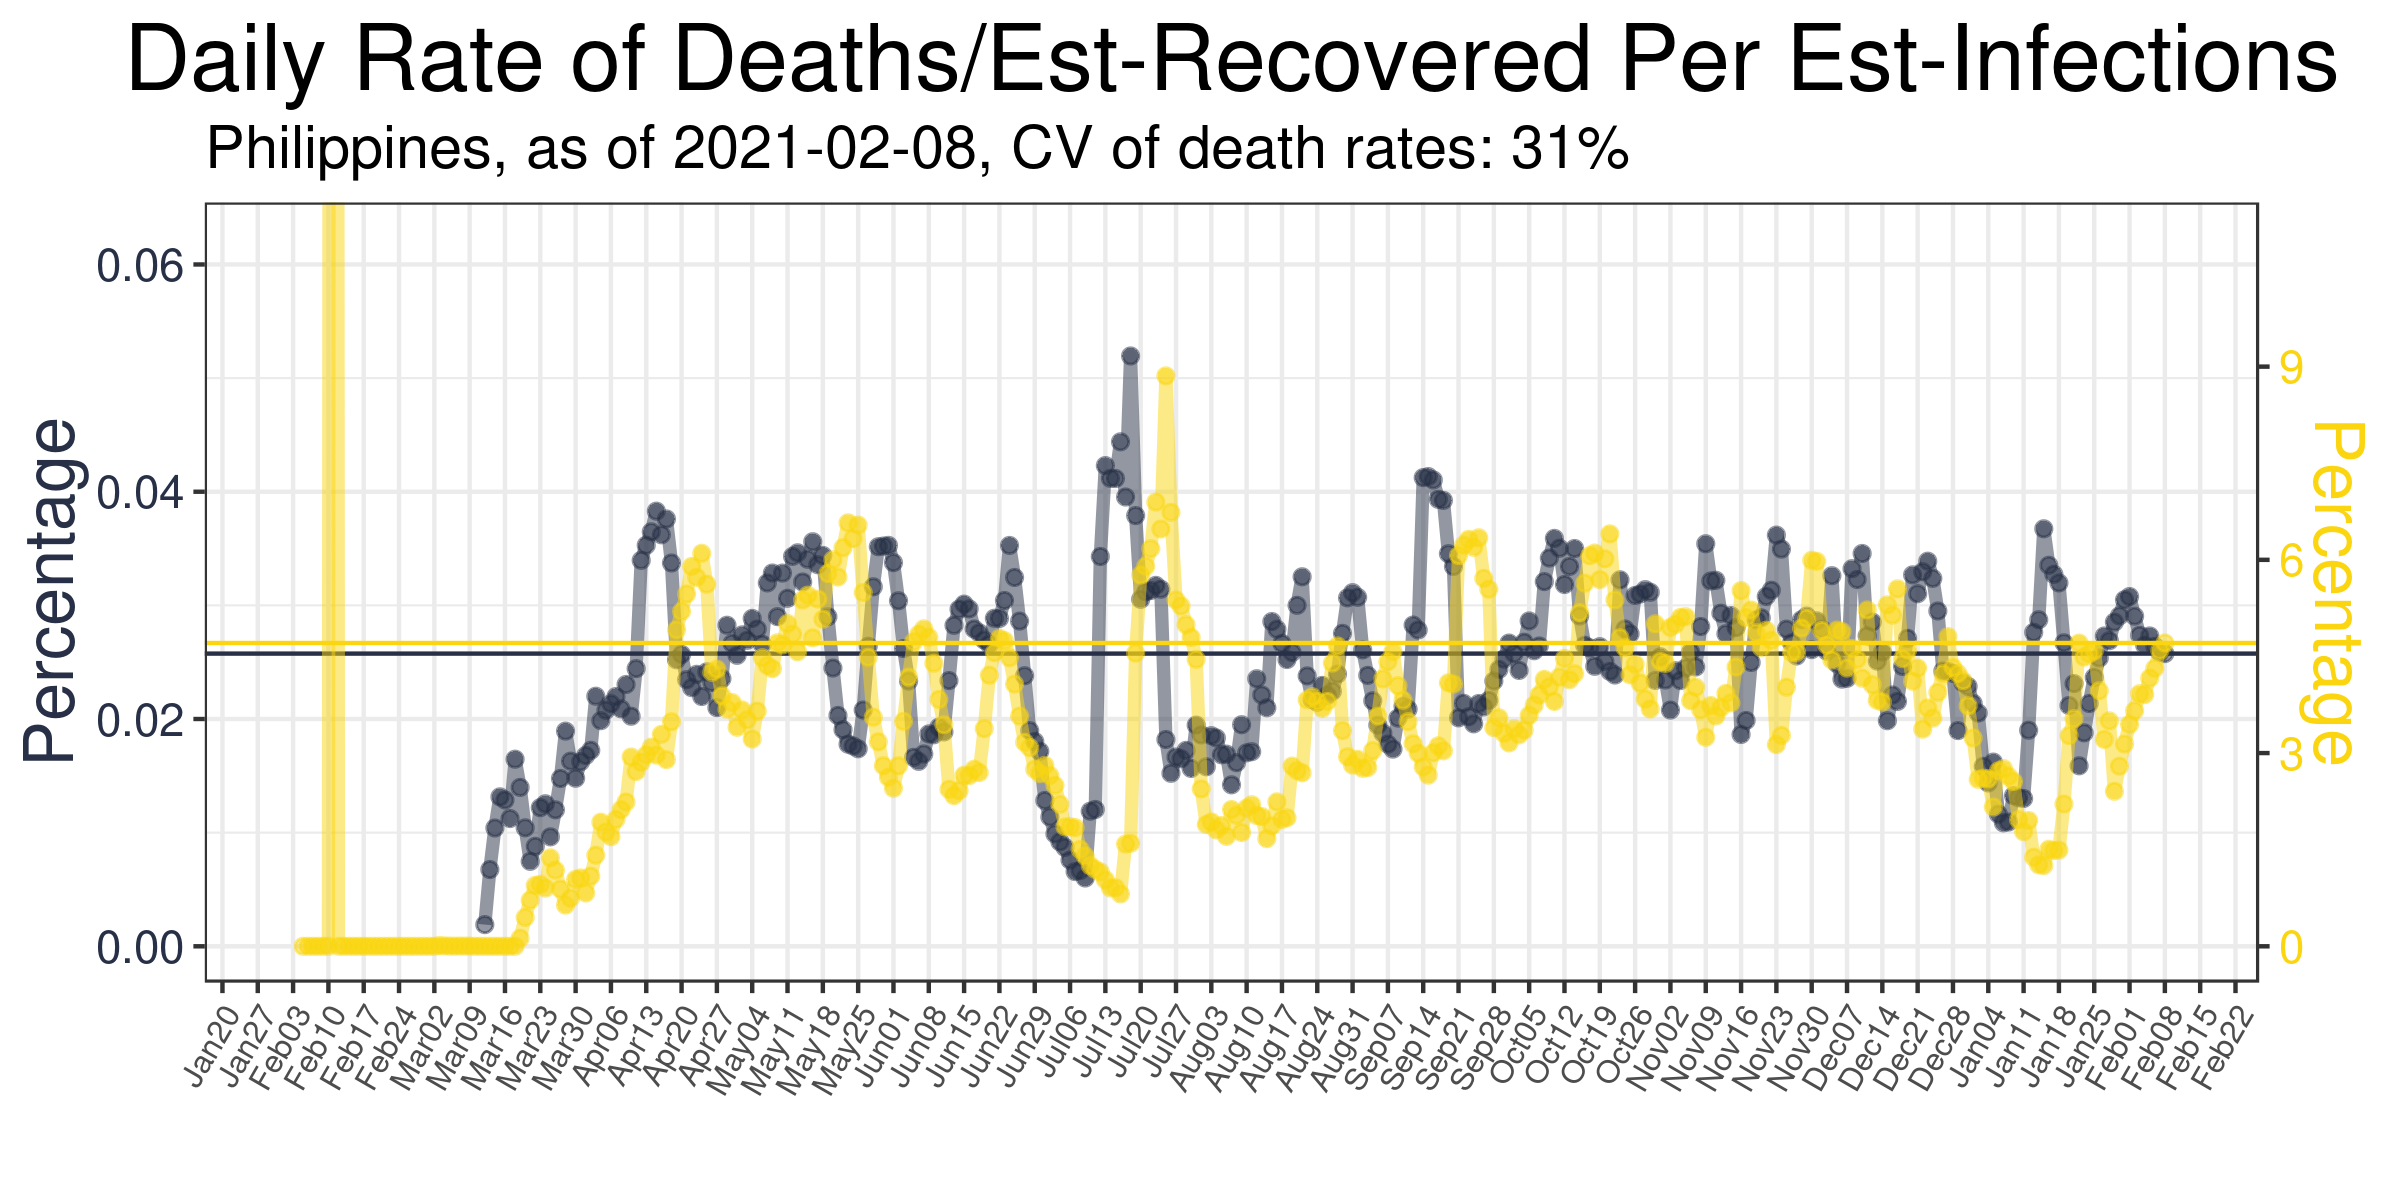 Daily Rate of Deaths/Est-Recovered Per Est-Infections
Philippines, as of 2021-02-08, CV of death rates: 31%
Percentage
0.06
0.04
0.02
0.00
9
6
3
0
Percentage
Jan20
Jan27
Feb03
Feb10
Feb17
Feb24
Mar02
Mar09
Mar16
Mar23
Mar30
Apr06
Apr13
Apr20
Apr27
May04
May11
May18
May25
Jun01
Jun08
Jun15
Jun22
Jun29
Jul06
Jul13
Jul20
Jul27
Aug03
Aug10
Aug17
Aug24
Aug31
Sep07
Sep14
Sep21
Sep28
Oct05
Oct12
Oct19
Oct26
Nov02
Nov09
Nov16
Nov23
Nov30
Dec07
Dec14
Dec21
Dec28
Jan04
Jan11
Jan18
Jan25
Feb01
Feb08
Feb15
Feb22